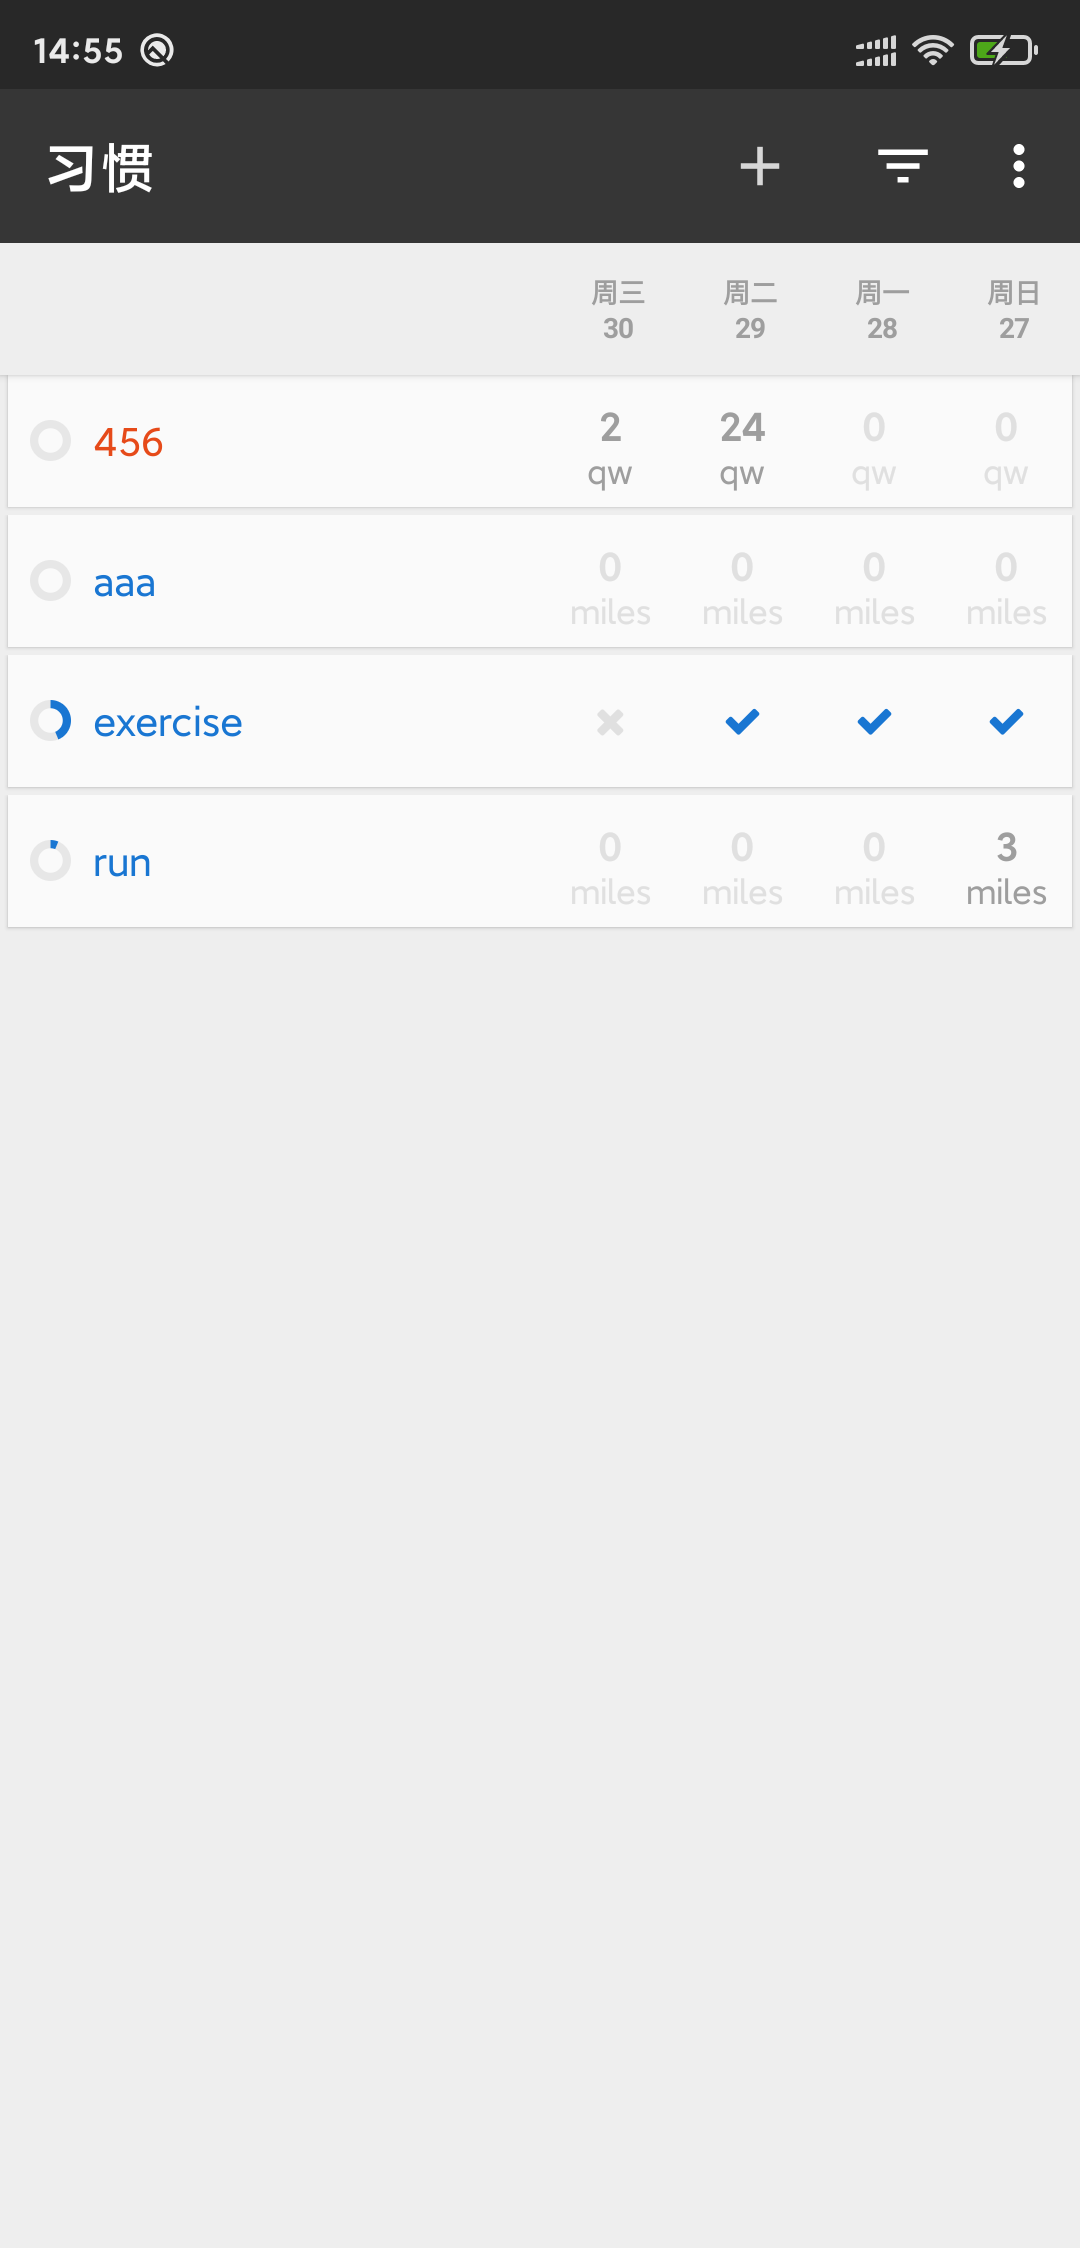 14:55
习惯
周三 周二 周一 周日
30 29 28 27
456 2 24 0 0
qw qw qw qw
aaa 0 0 0 0
miles miles miles miles
exercise
run 0 0 0 3
miles miles miles miles